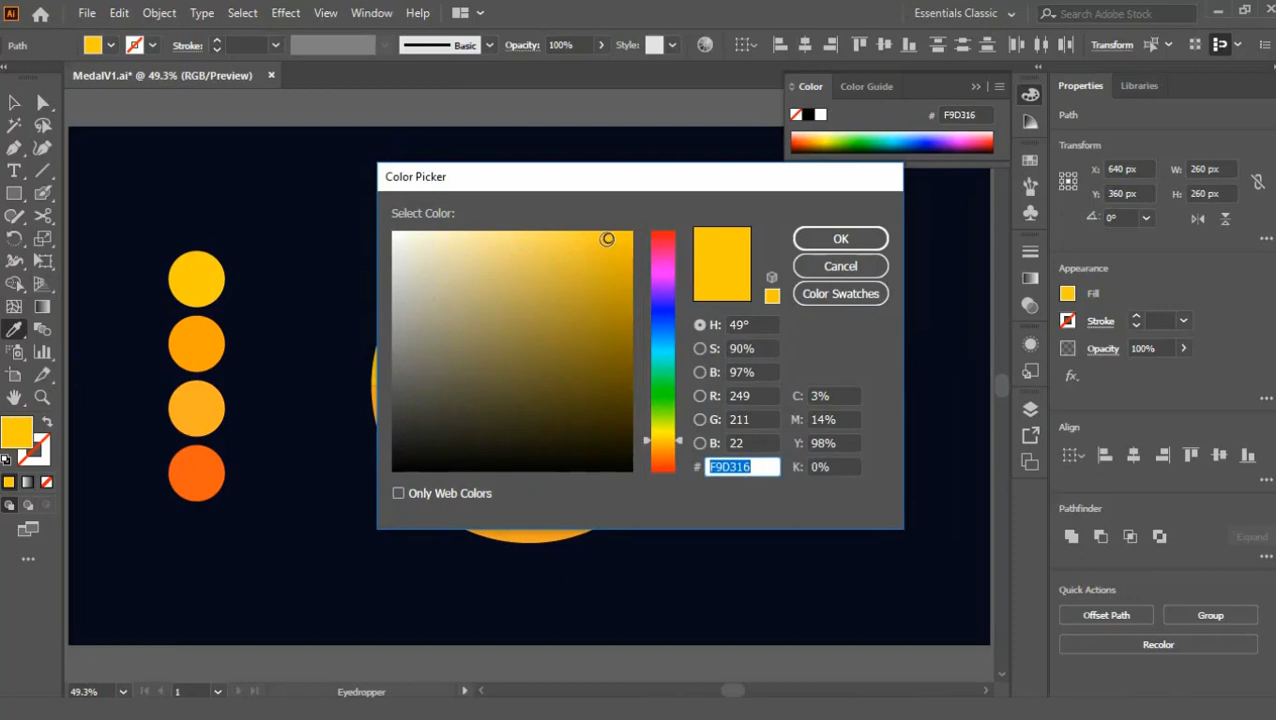 Ai File Edit Object Type Select Effect View Window Help Essentials Classic Search Adobe Stock
Path Stroke: Basic Opacity: 100% Style: Transform
MedalV1.ai* @ 49.3% (RGB/Preview)
Color Color Guide
# F9D316
Properties Libraries
Path
Transform
X: 640 px W: 260 px
Y: 360 px H: 260 px
0°
Appearance
Fill
Stroke
Opacity 100%
fx
Align
Pathfinder
Expand
Quick Actions
Offset Path Group
Recolor
Color Picker
Select Color:
OK
Cancel
Color Swatches
H: 49°
S: 90%
B: 97%
R: 249 C: 3%
G: 211 M: 14%
B: 22 Y: 98%
# F9D316 K: 0%
Only Web Colors
49.3% 1 Eyedropper